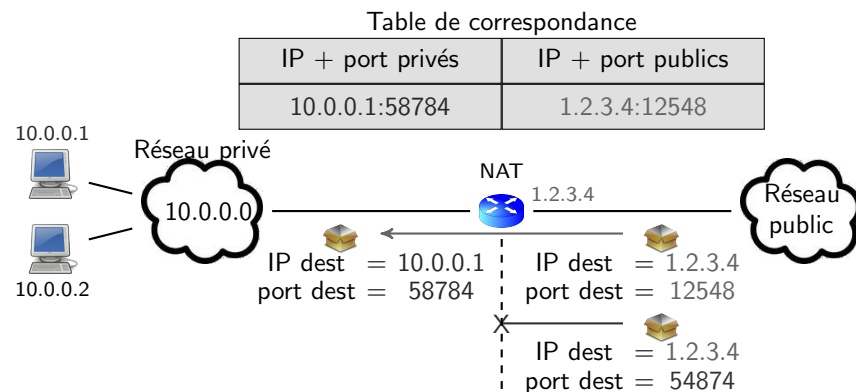 Table de correspondance
IP + port privés IP + port publics
10.0.0.1:58784 1.2.3.4:12548
10.0.0.1
Réseau privé
NAT
10.0.0.0
1.2.3.4
Réseau
public
10.0.0.2
IP dest = 10.0.0.1
port dest = 58784
IP dest = 1.2.3.4
port dest = 12548
X
IP dest = 1.2.3.4
port dest = 54874